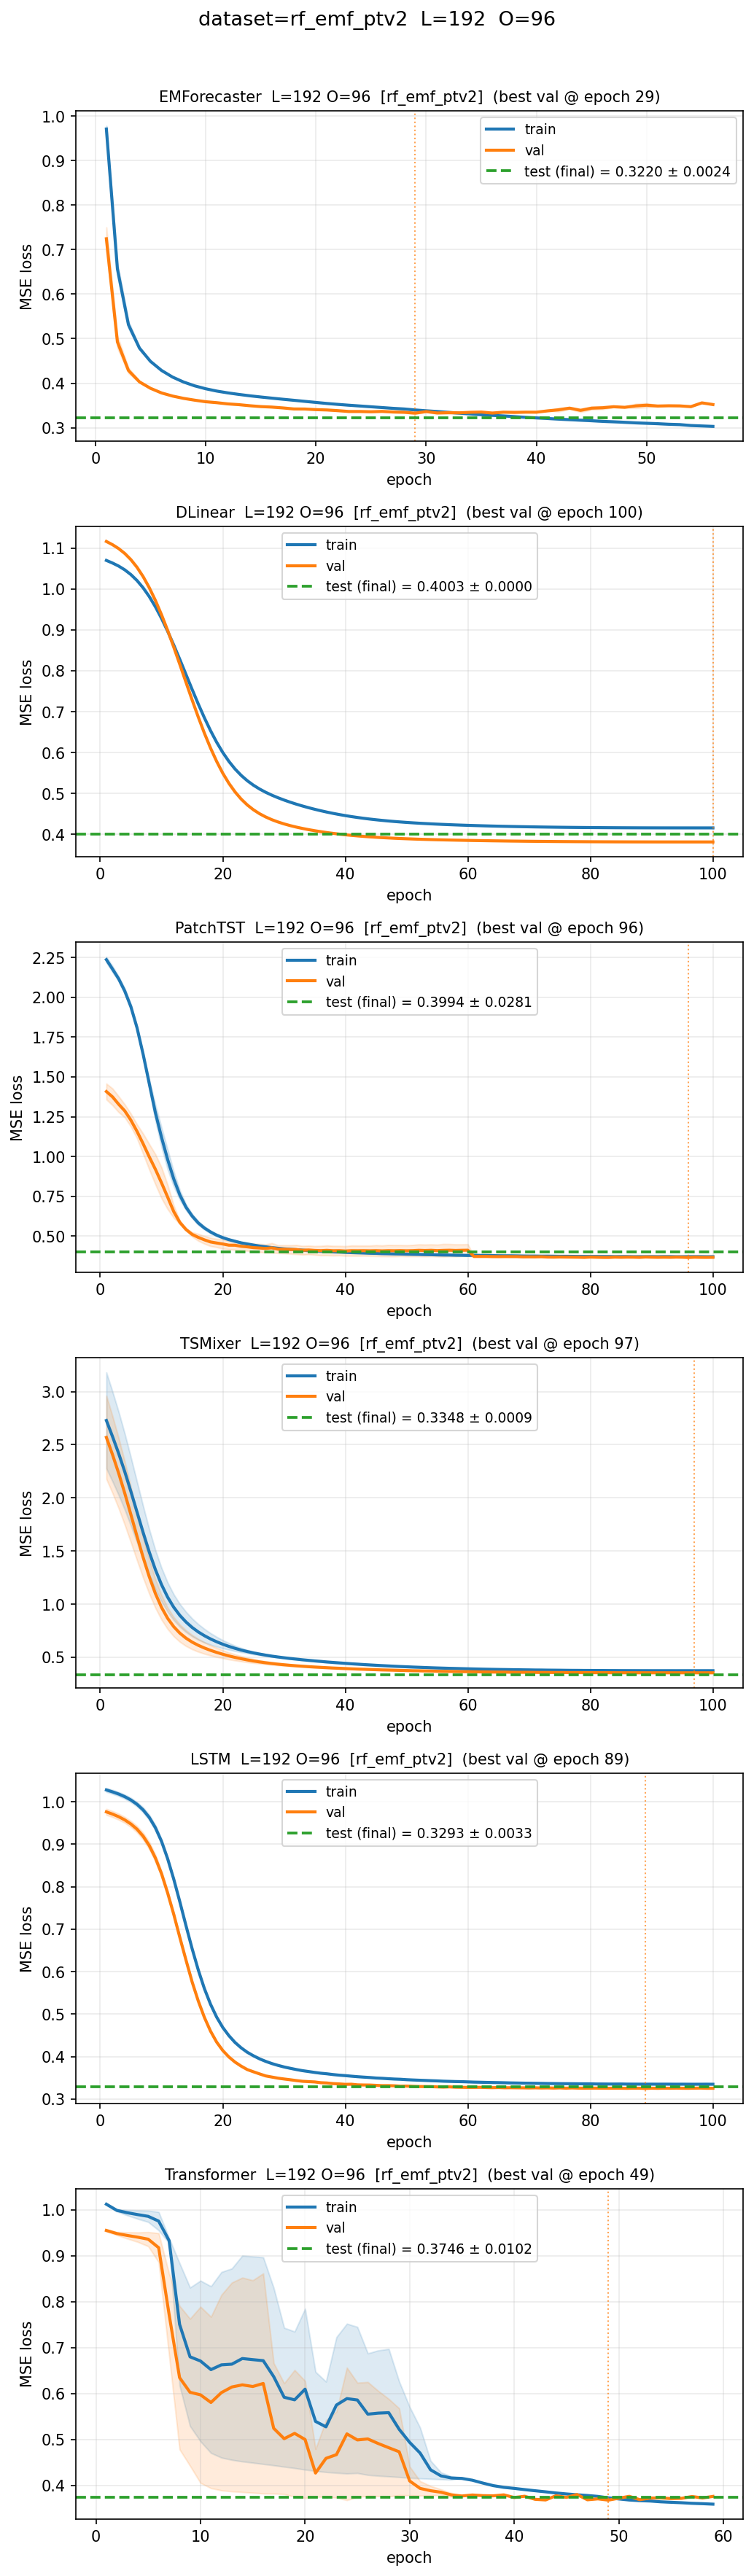 dataset=rf_emf_ptv2  L=192  O=96
EMForecaster  L=192 O=96  [rf_emf_ptv2]  (best val @ epoch 29)
1.0
0.9
0.8
0.7
0.6
0.5
0.4
0.3
MSE loss
train
val
test (final) = 0.3220 ± 0.0024
0 10 20 30 40 50
epoch
DLinear  L=192 O=96  [rf_emf_ptv2]  (best val @ epoch 100)
1.1
1.0
0.9
0.8
0.7
0.6
0.5
0.4
MSE loss
train
val
test (final) = 0.4003 ± 0.0000
0 20 40 60 80 100
epoch
PatchTST  L=192 O=96  [rf_emf_ptv2]  (best val @ epoch 96)
2.25
2.00
1.75
1.50
1.25
1.00
0.75
0.50
MSE loss
train
val
test (final) = 0.3994 ± 0.0281
0 20 40 60 80 100
epoch
TSMixer  L=192 O=96  [rf_emf_ptv2]  (best val @ epoch 97)
3.0
2.5
2.0
1.5
1.0
0.5
MSE loss
train
val
test (final) = 0.3348 ± 0.0009
0 20 40 60 80 100
epoch
LSTM  L=192 O=96  [rf_emf_ptv2]  (best val @ epoch 89)
1.0
0.9
0.8
0.7
0.6
0.5
0.4
0.3
MSE loss
train
val
test (final) = 0.3293 ± 0.0033
0 20 40 60 80 100
epoch
Transformer  L=192 O=96  [rf_emf_ptv2]  (best val @ epoch 49)
1.0
0.9
0.8
0.7
0.6
0.5
0.4
MSE loss
train
val
test (final) = 0.3746 ± 0.0102
0 10 20 30 40 50 60
epoch